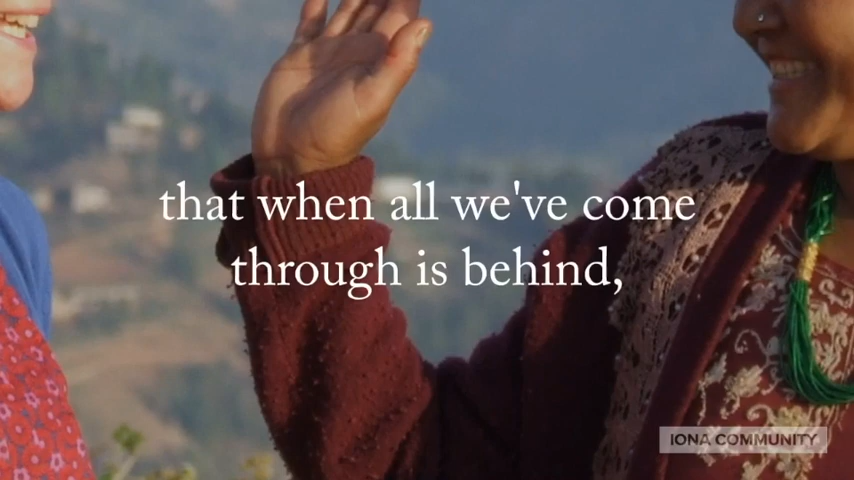 that when all we've come
through is behind,
IONA COMMUNITY